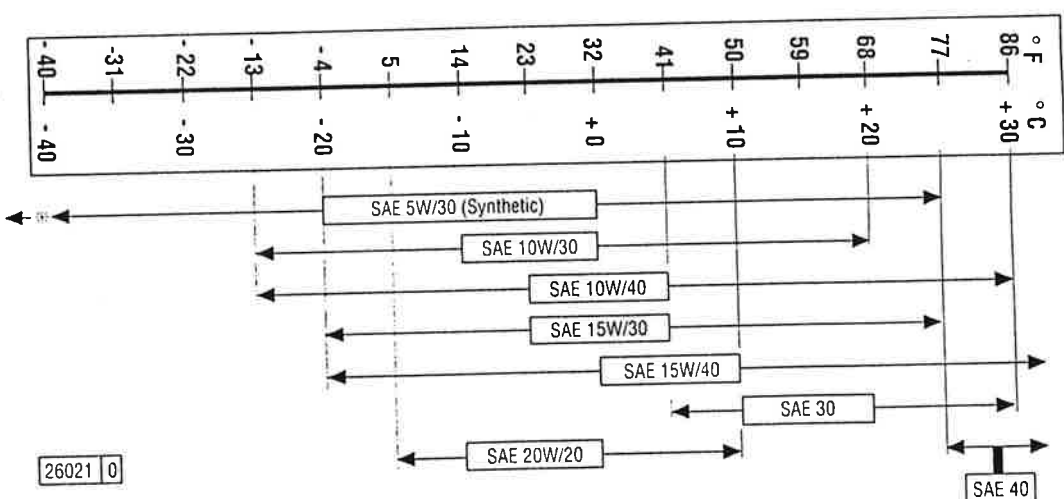 -40 -31 -22 -13 -4 5 14 23 32 41 50 59 68 77 86 °F
-40 -30 -20 -10 +0 +10 +20 +30 °C
SAE 5W/30 (Synthetic)
SAE 10W/30
SAE 10W/40
SAE 15W/30
SAE 15W/40
SAE 30
SAE 20W/20
SAE 40
26021 0